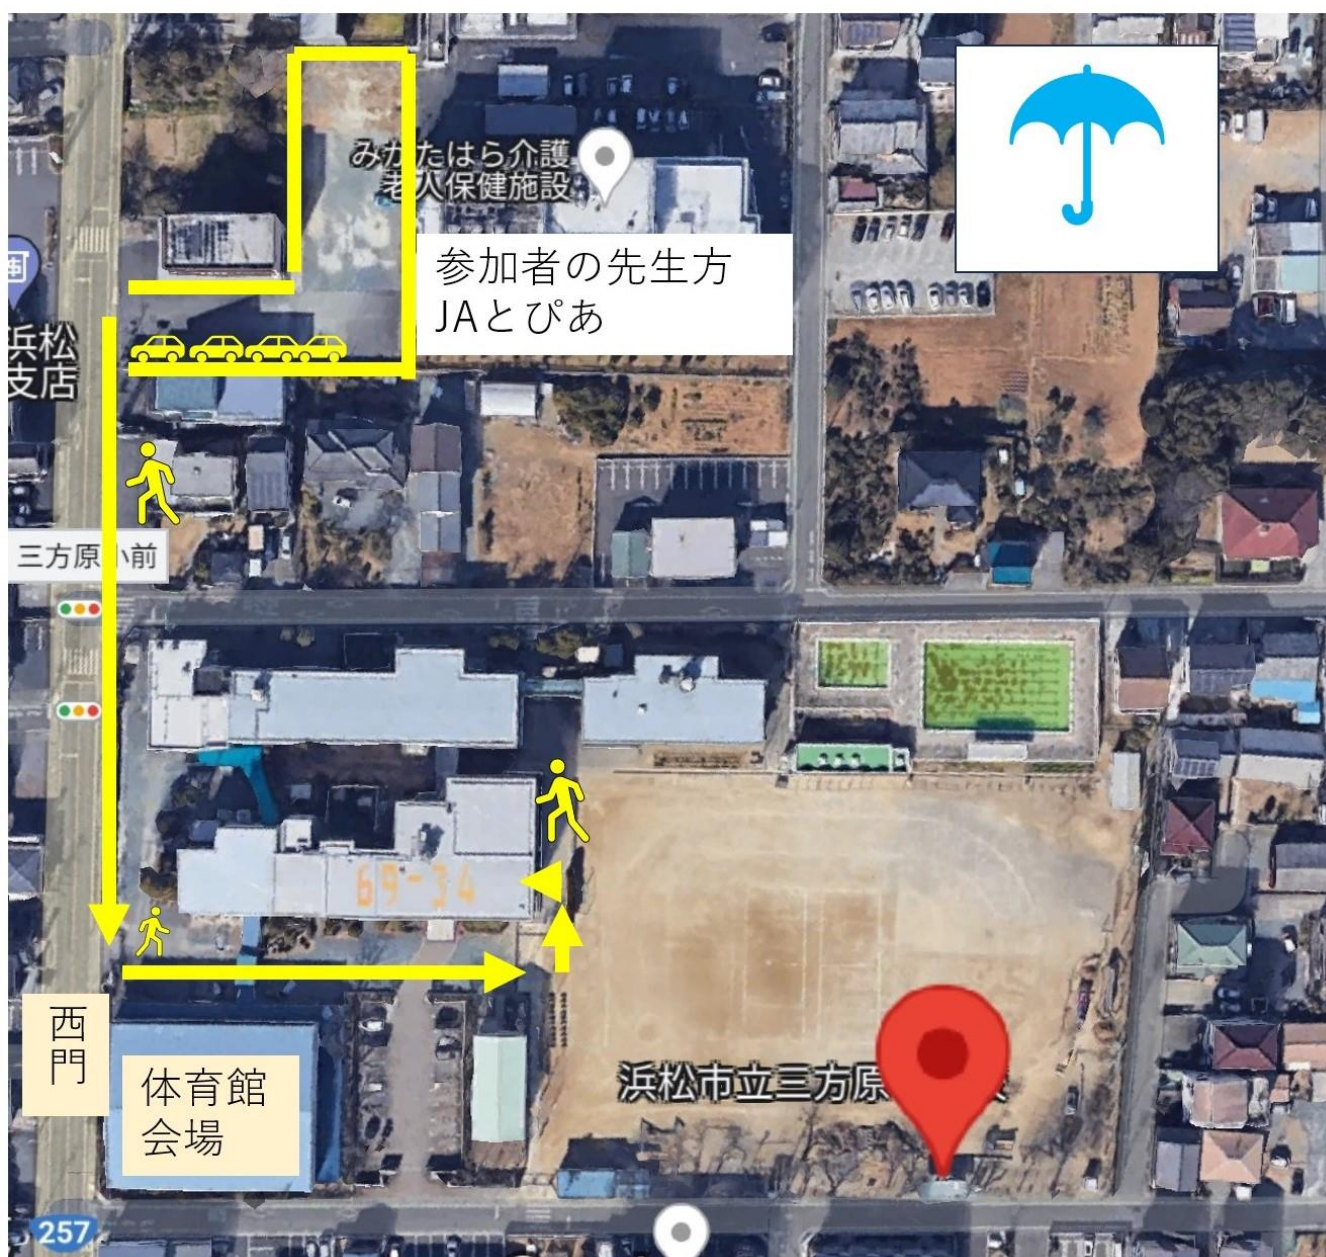 みかたはら介護
老人保健施設
参加者の先生方
JAとぴあ
浜松
支店
三方原小前
69-34
西
門
体育館
会場
浜松市立三方原
257